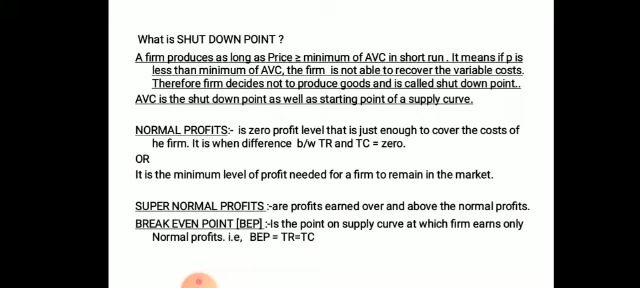 What is SHUT DOWN POINT ?
A firm produces as long as Price ≥ minimum of AVC in short run . It means if p is
less than minimum of AVC, the firm is not able to recover the variable costs.
Therefore firm decides not to produce goods and is called shut down point..
AVC is the shut down point as well as starting point of a supply curve.
NORMAL PROFITS:- is zero profit level that is just enough to cover the costs of
he firm. It is when difference b/w TR and TC = zero.
OR
It is the minimum level of profit needed for a firm to remain in the market.
SUPER NORMAL PROFITS :-are profits earned over and above the normal profits.
BREAK EVEN POINT [BEP] :-Is the point on supply curve at which firm earns only
Normal profits. i.e, BEP = TR=TC